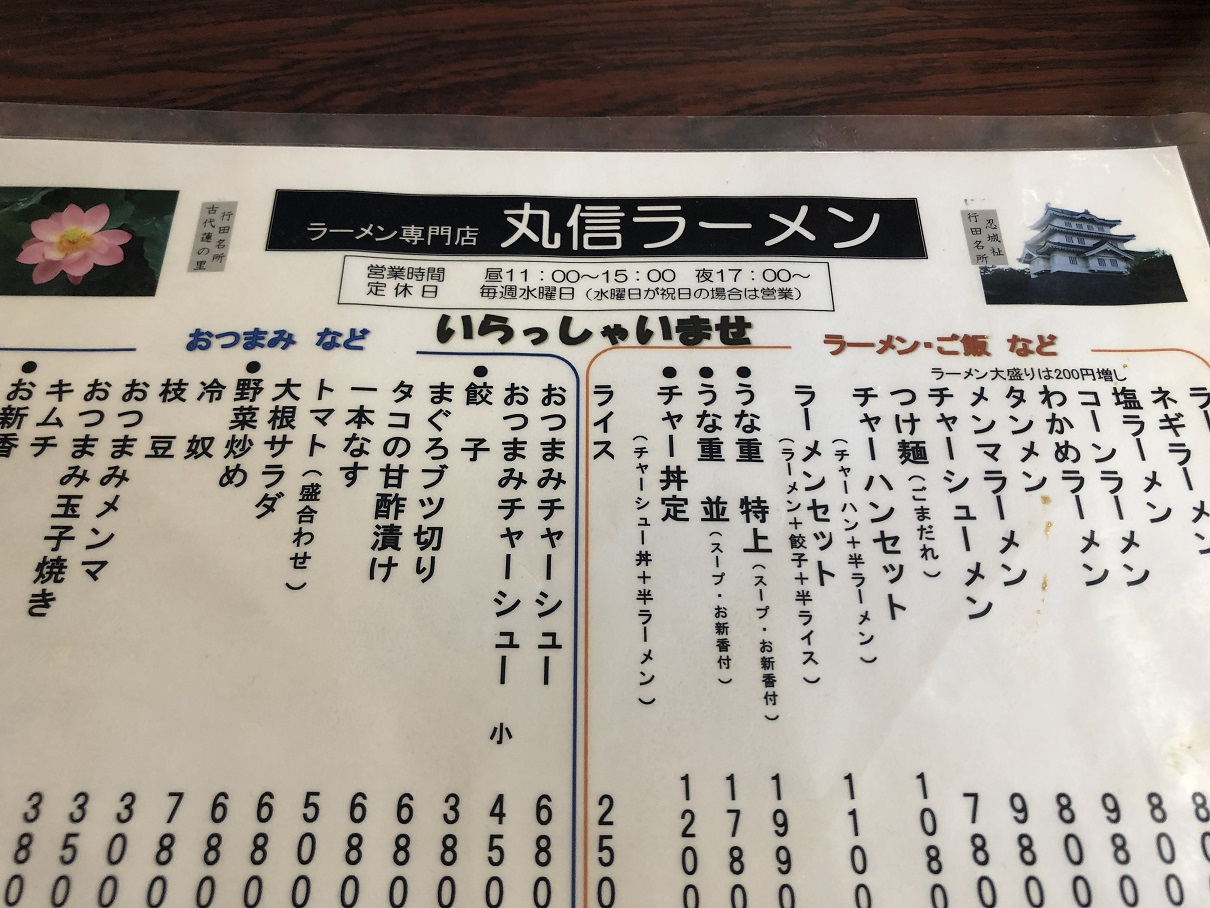 行田名所
古代蓮の里
ラーメン専門店 丸信ラーメン
行田名所
忍城址
営業時間 昼11:00~15:00 夜17:00~
定休日 毎週水曜日(水曜日が祝日の場合は営業)
いらっしゃいませ
ラーメン・ご飯 など
ラーメン大盛りは200円増し
ネギラーメン
塩ラーメン
コーンラーメン
わかめラーメン
タンメン
メンマラーメン
チャーシューメン
つけ麺(ごまだれ)
チャーハンセット
(チャーハン+半ラーメン)
ラーメンセット
(ラーメン+餃子+半ライス)
●うな重 特上(スープ・お新香付)
●うな重 並(スープ・お新香付)
●チャー丼定
(チャーシュー丼+半ラーメン)
ライス
800
980
800
980
780
1080
1100
1990
1780
1200
250
おつまみ など
おつまみチャーシュー
おつまみチャーシュー 小
●餃子
まぐろブツ切り
タコの甘酢漬け
一本なす
トマト(盛合わせ)
大根サラダ
●野菜炒め
冷奴
枝豆
おつまみメンマ
おつまみ玉子焼き
キムチ
●お新香
680
450
380
680
680
500
680
680
780
300
350
380